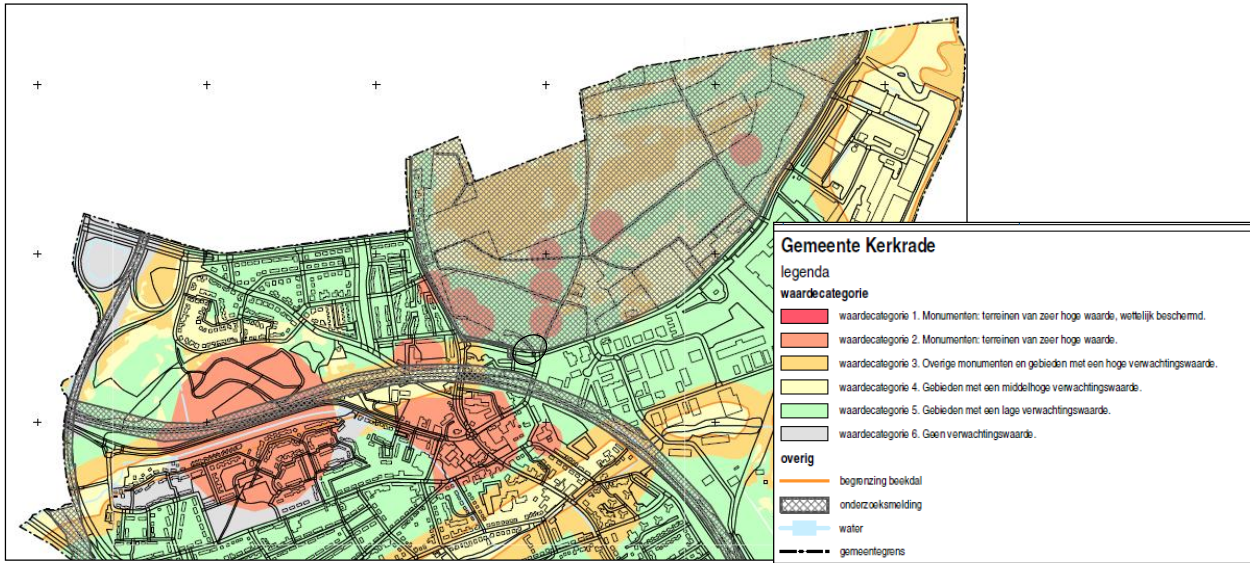 Gemeente Kerkrade
legenda
waardecategorie
waardecategorie 1. Monumenten: terreinen van zeer hoge waarde, wettelijk beschermd.
waardecategorie 2. Monumenten: terreinen van zeer hoge waarde.
waardecategorie 3. Overige monumenten en gebieden met een hoge verwachtingswaarde.
waardecategorie 4. Gebieden met een middelhoge verwachtingswaarde.
waardecategorie 5. Gebieden met een lage verwachtingswaarde.
waardecategorie 6. Geen verwachtingswaarde.
overig
begrenzing beekdal
onderzoeksmelding
water
gemeentegrens